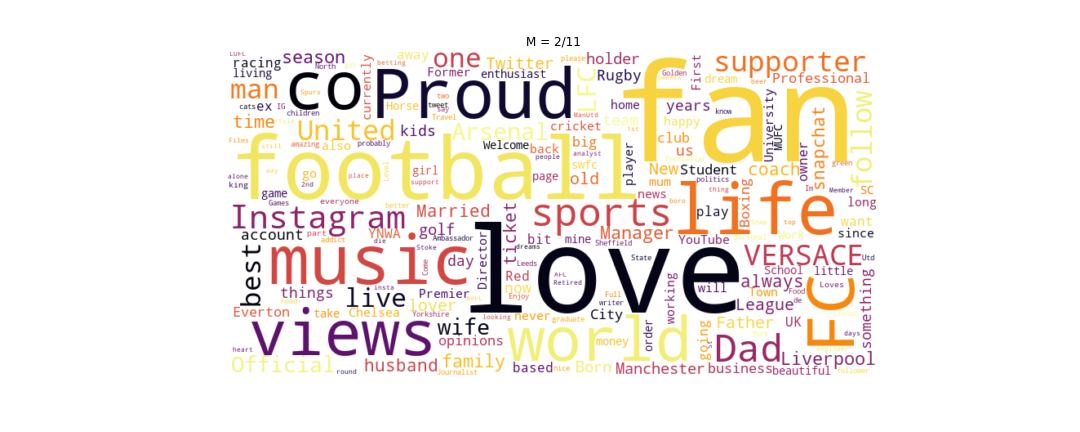 M = 2/11
LUFC
racing
season
one
away
please
holder
supporter
living
North
currently
betting
Former
enthusiast
Twitter
Rugby
First
Golden
dream
beer
Professional
man
co
Proud
LFC
fan
cats
ex
IG
Spurs
children
Horse
tweet
two
say
Travel
ManUtd
home
years
know
University
MUFC
snapchat
follow
time
United
kids
Arsenal
team
happy
1st
cricket
club
us
owner
Films
still
amazing
also
probably
Welcome
back
big
player
green
football
people
analyst
swfc
New
Student
coach
alone
king
go
2nd
place
Level
girl
support
page
old
mum
politics
thing
Im
Member
SC
game
Games
everyone
better
news
born
Boxing
long
Instagram
Married
sports
play
life
want
since
account
part
YNWA
golf
ticket
Manager
top
work
best
addict
die
Stoke
Ambassador
dreams
bit
mine
Sheffield
YouTube
State
VERSACE
Utd
music
Come
day
Director
Leeds
love
School
little
insta
Red
AFL
Retired
working
will
always
Town
Food
Loves
things
live
Premier
now
Enjoy
Full
writer
League
de
FC
something
Everton
take
Chelsea
lover
Yorkshire
looking
never
graduate
City
order
going
Father
UK
days
views
wife
opinions
world
money
Dad
Liverpool
heart
Official
round
husband
family
Journalist
based
nice
Born
Manchester
business
beautiful
follower